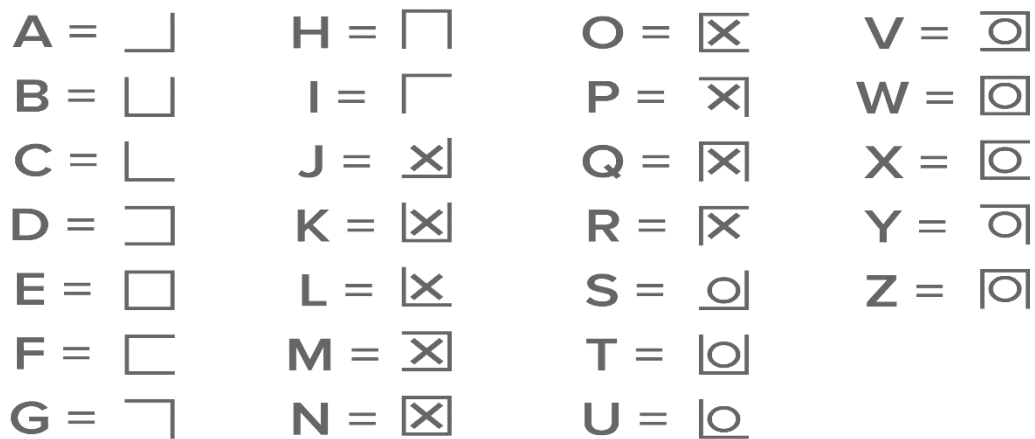 A = H = O = V =
B = I = P = W =
C = J = Q = X =
D = K = R = Y =
E = L = S = Z =
F = M = T =
G = N = U =